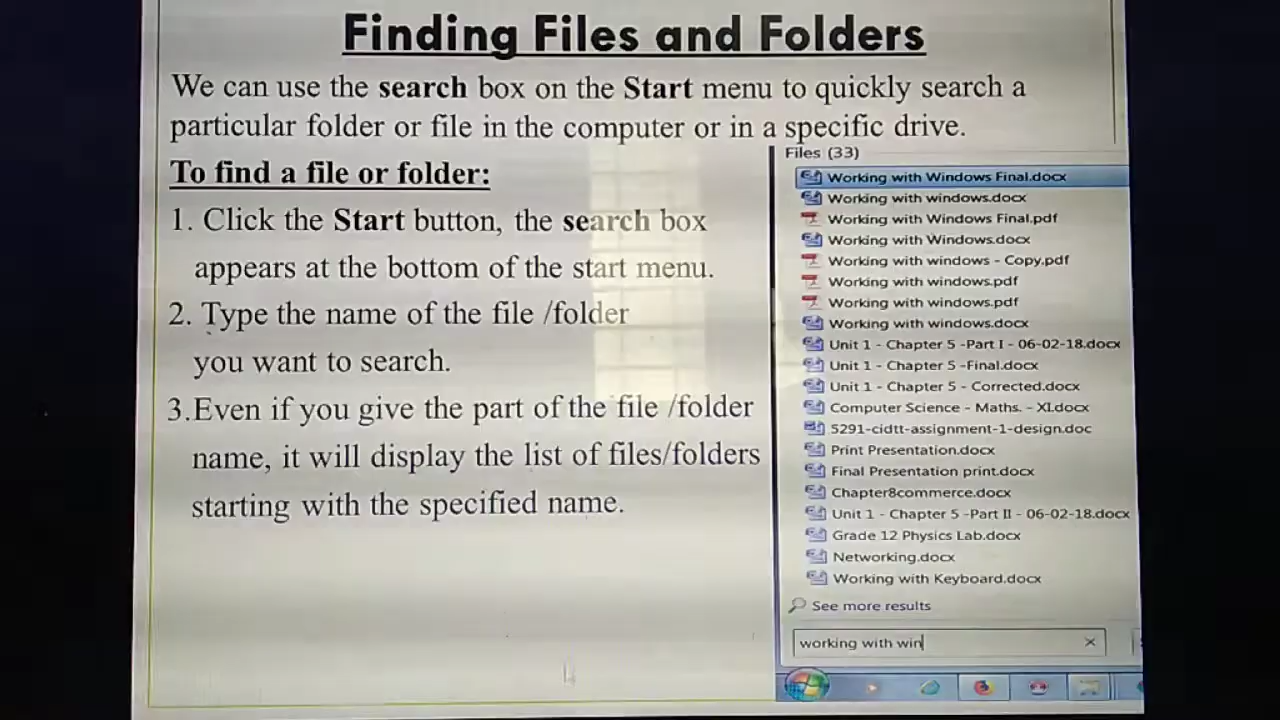 Finding Files and Folders
We can use the search box on the Start menu to quickly search a
particular folder or file in the computer or in a specific drive.
To find a file or folder:
1. Click the Start button, the search box
appears at the bottom of the start menu.
2. Type the name of the file /folder
you want to search.
3.Even if you give the part of the file /folder
name, it will display the list of files/folders
starting with the specified name.
Files (33)
Working with Windows Final.docx
Working with windows.docx
Working with Windows Final.pdf
Working with Windows.docx
Working with windows - Copy.pdf
Working with windows.pdf
Working with windows.pdf
Working with windows.docx
Unit 1 - Chapter 5 -Part I - 06-02-18.docx
Unit 1 - Chapter 5 -Final.docx
Unit 1 - Chapter 5 - Corrected.docx
Computer Science - Maths. - XI.docx
5291-cidtt-assignment-1-design.doc
Print Presentation.docx
Final Presentation print.docx
Chapter8commerce.docx
Unit 1 - Chapter 5 -Part II - 06-02-18.docx
Grade 12 Physics Lab.docx
Networking.docx
Working with Keyboard.docx
See more results
working with win